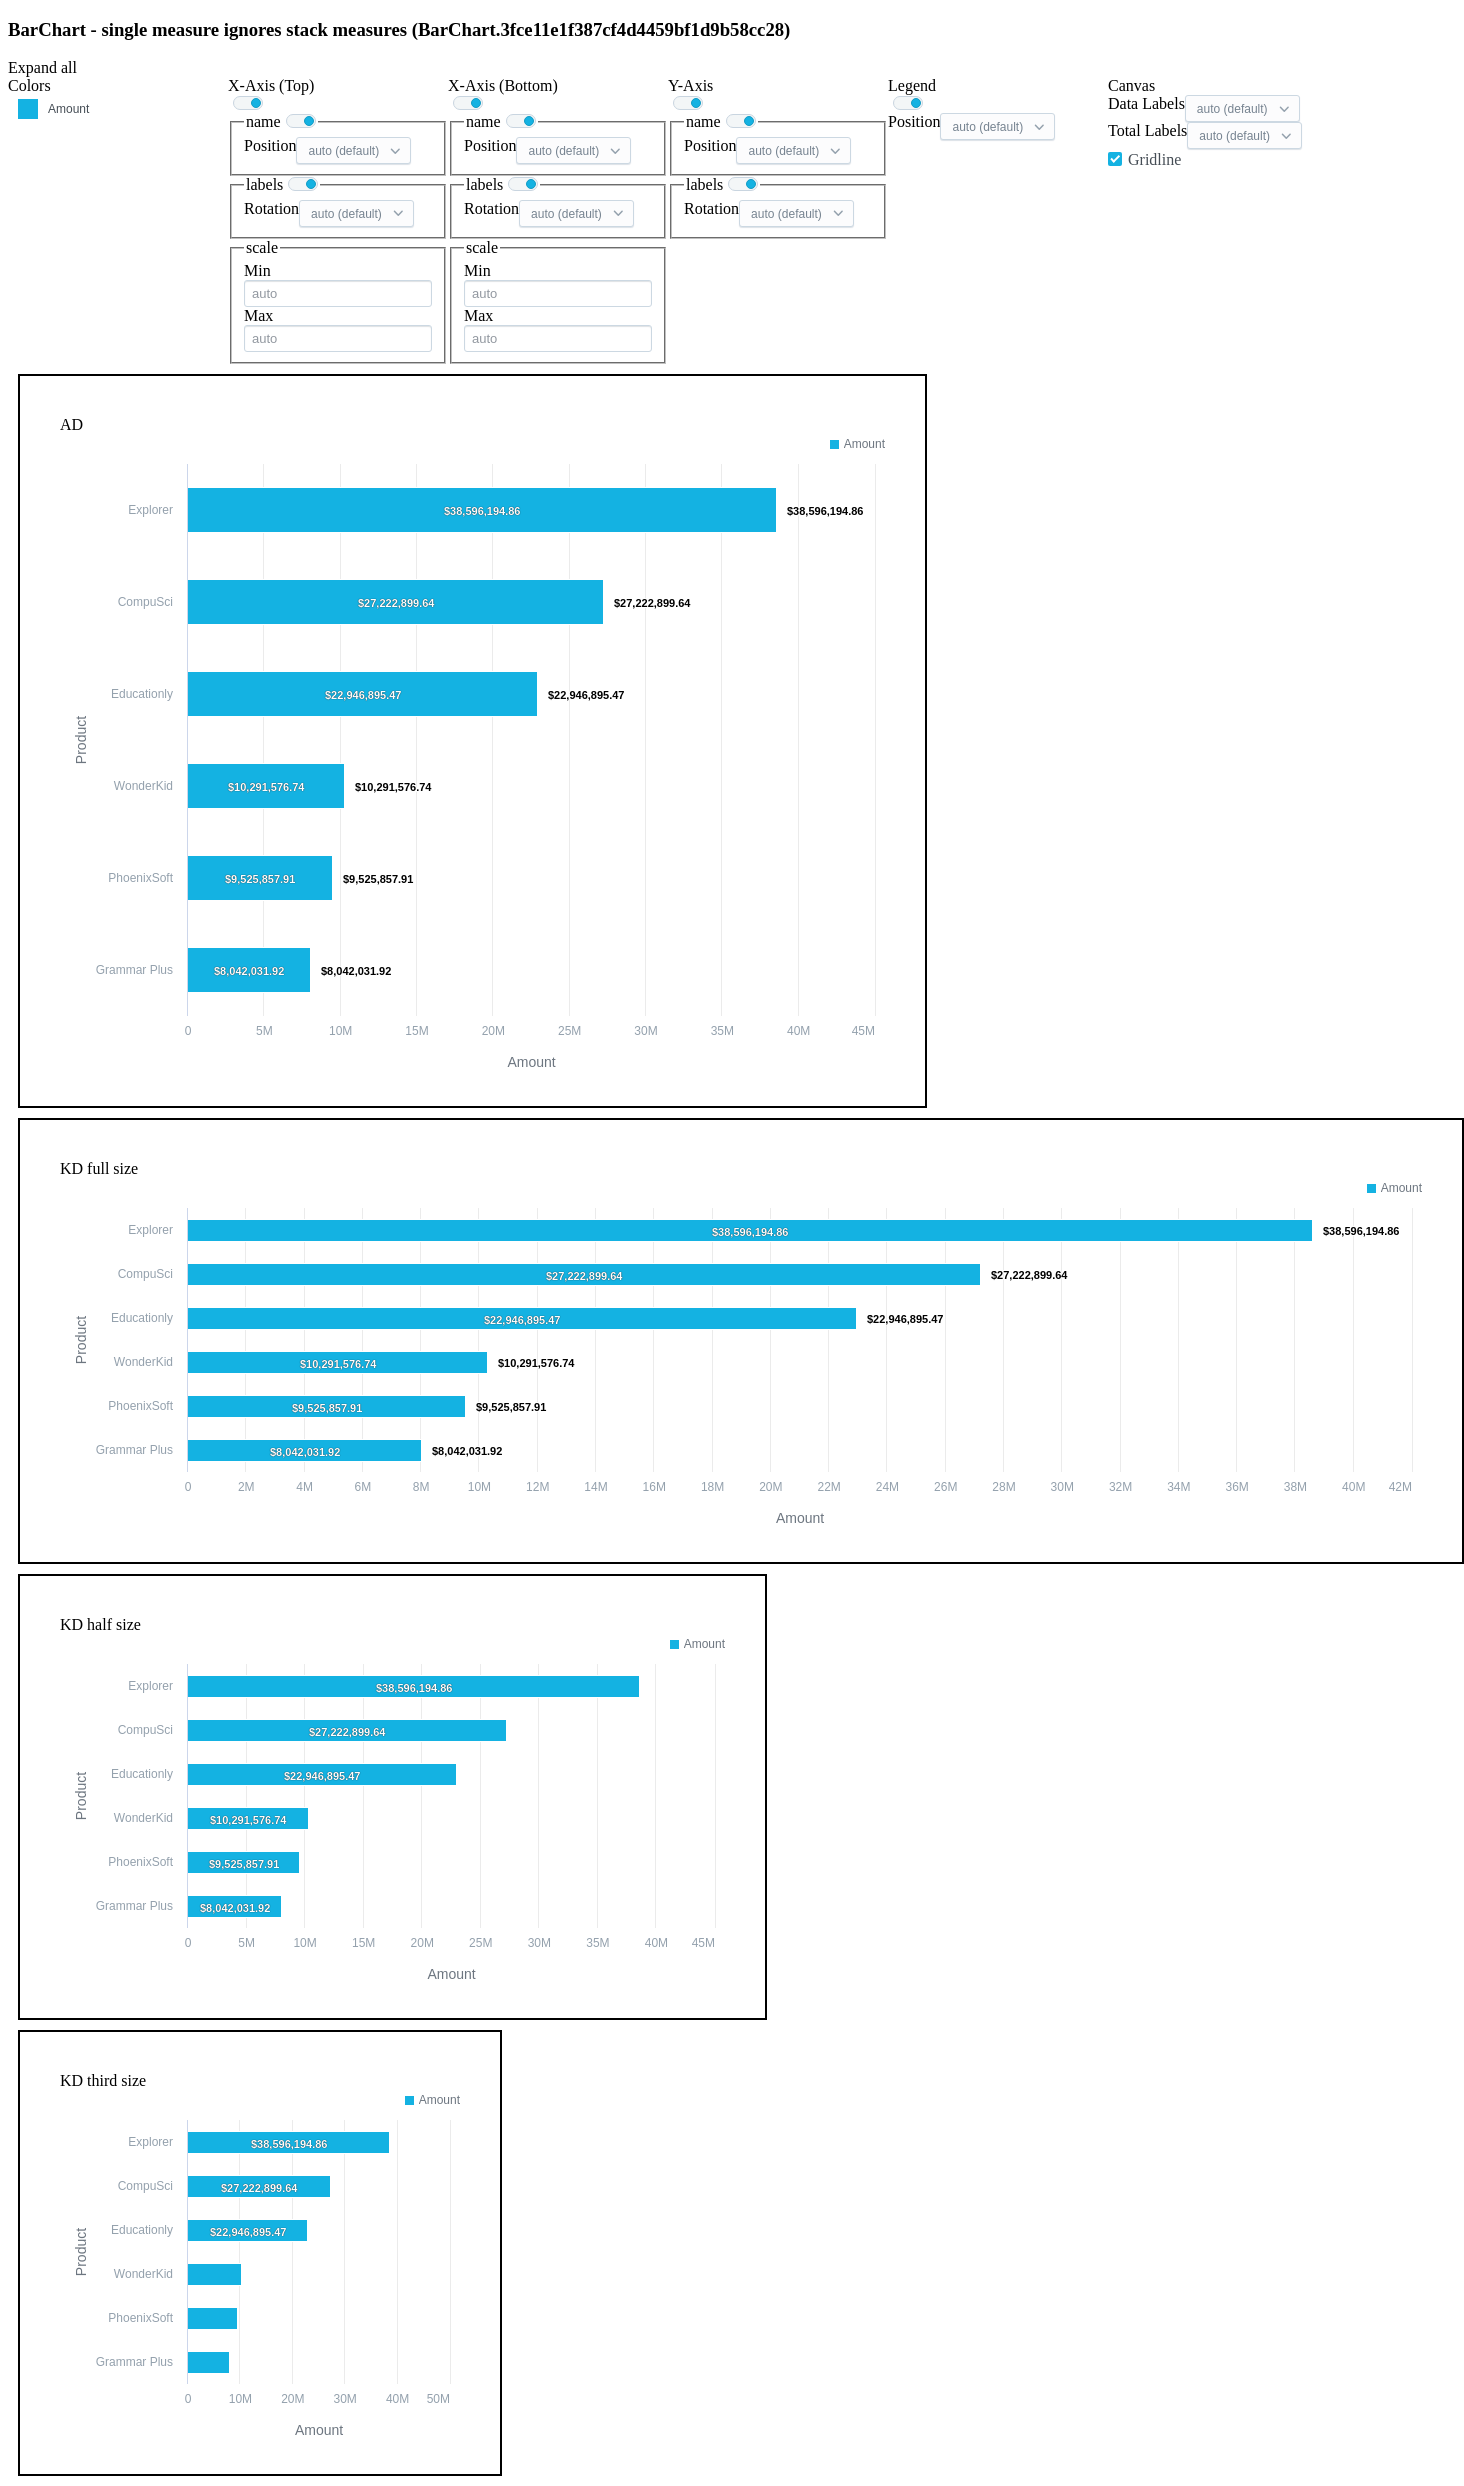 BarChart - single measure ignores stack measures (BarChart.3fce11e1f387cf4d4459bf1d9b58cc28)
Expand all
Colors
Amount
X-Axis (Top)
name
Position auto (default)
labels
Rotation auto (default)
scale
Min
auto
Max
auto
X-Axis (Bottom)
name
Position auto (default)
labels
Rotation auto (default)
scale
Min
auto
Max
auto
Y-Axis
name
Position auto (default)
labels
Rotation auto (default)
Legend
Position auto (default)
Canvas
Data Labels auto (default)
Total Labels auto (default)
Gridline
AD
Amount
Explorer $38,596,194.86 $38,596,194.86
CompuSci $27,222,899.64 $27,222,899.64
Educationly $22,946,895.47 $22,946,895.47
Product
WonderKid $10,291,576.74 $10,291,576.74
PhoenixSoft $9,525,857.91 $9,525,857.91
Grammar Plus $8,042,031.92 $8,042,031.92
0 5M 10M 15M 20M 25M 30M 35M 40M 45M
Amount
KD full size
Amount
Explorer $38,596,194.86 $38,596,194.86
CompuSci $27,222,899.64 $27,222,899.64
Educationly $22,946,895.47 $22,946,895.47
Product
WonderKid $10,291,576.74 $10,291,576.74
PhoenixSoft $9,525,857.91 $9,525,857.91
Grammar Plus $8,042,031.92 $8,042,031.92
0 2M 4M 6M 8M 10M 12M 14M 16M 18M 20M 22M 24M 26M 28M 30M 32M 34M 36M 38M 40M 42M
Amount
KD half size
Amount
Explorer $38,596,194.86
CompuSci $27,222,899.64
Educationly $22,946,895.47
Product
WonderKid $10,291,576.74
PhoenixSoft $9,525,857.91
Grammar Plus $8,042,031.92
0 5M 10M 15M 20M 25M 30M 35M 40M 45M
Amount
KD third size
Amount
Explorer $38,596,194.86
CompuSci $27,222,899.64
Educationly $22,946,895.47
Product
WonderKid
PhoenixSoft
Grammar Plus
0 10M 20M 30M 40M 50M
Amount